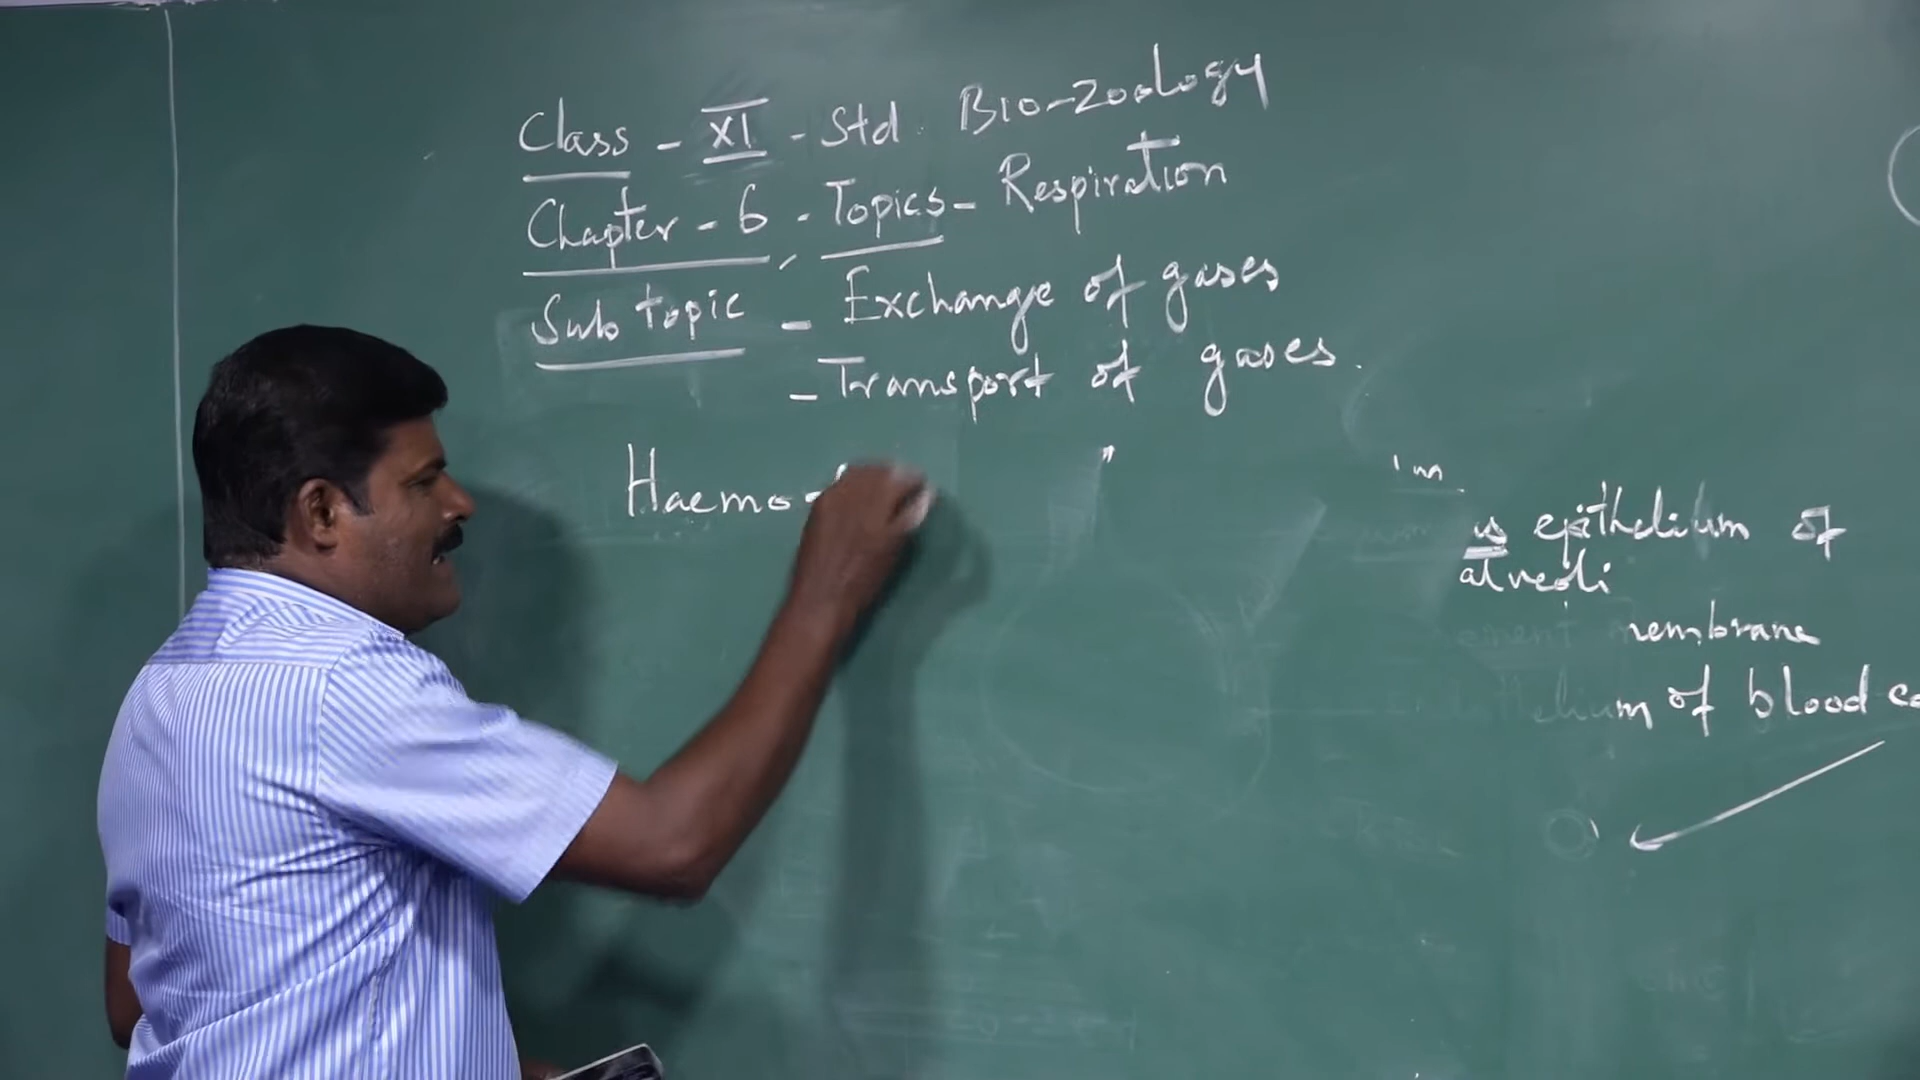 Class - XI - Std. Bio-Zoology
Chapter - 6 - Topics - Respiration
Sub topic - Exchange of gases
- Transport of gases.
Haemo
us epithelium of
alveoli
membrane
of blood